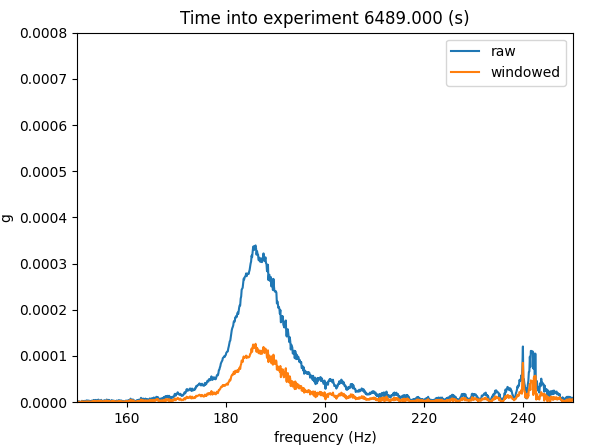 Time into experiment 6489.000 (s)
0.0008
0.0007
0.0006
0.0005
0.0004
0.0003
0.0002
0.0001
0.0000
g
raw
windowed
160
180
200
220
240
frequency (Hz)